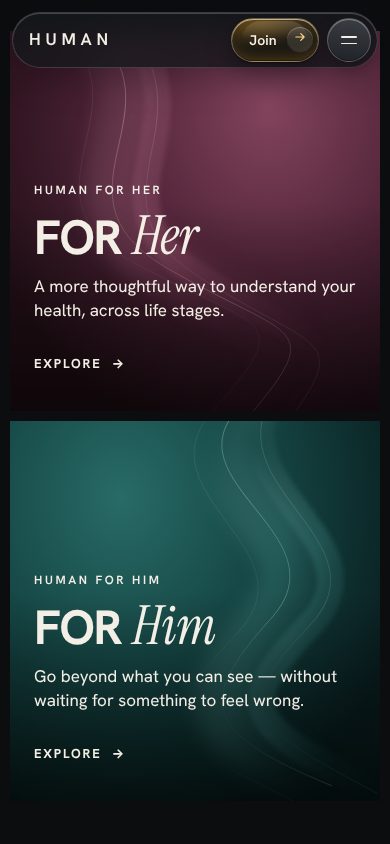 HUMAN
Join
HUMAN FOR HER
FOR Her
A more thoughtful way to understand your
health, across life stages.
EXPLORE →
HUMAN FOR HIM
FOR Him
Go beyond what you can see — without
waiting for something to feel wrong.
EXPLORE →